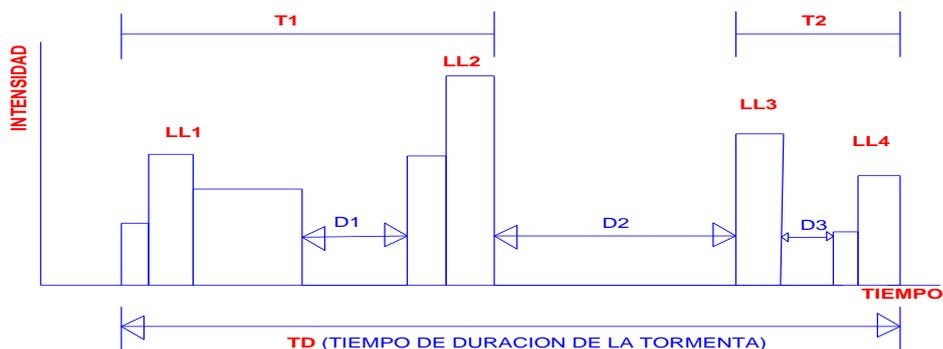 T1
T2
INTENSIDAD
LL2
LL3
LL1
LL4
D1
D2
D3
TIEMPO
TD (TIEMPO DE DURACION DE LA TORMENTA)